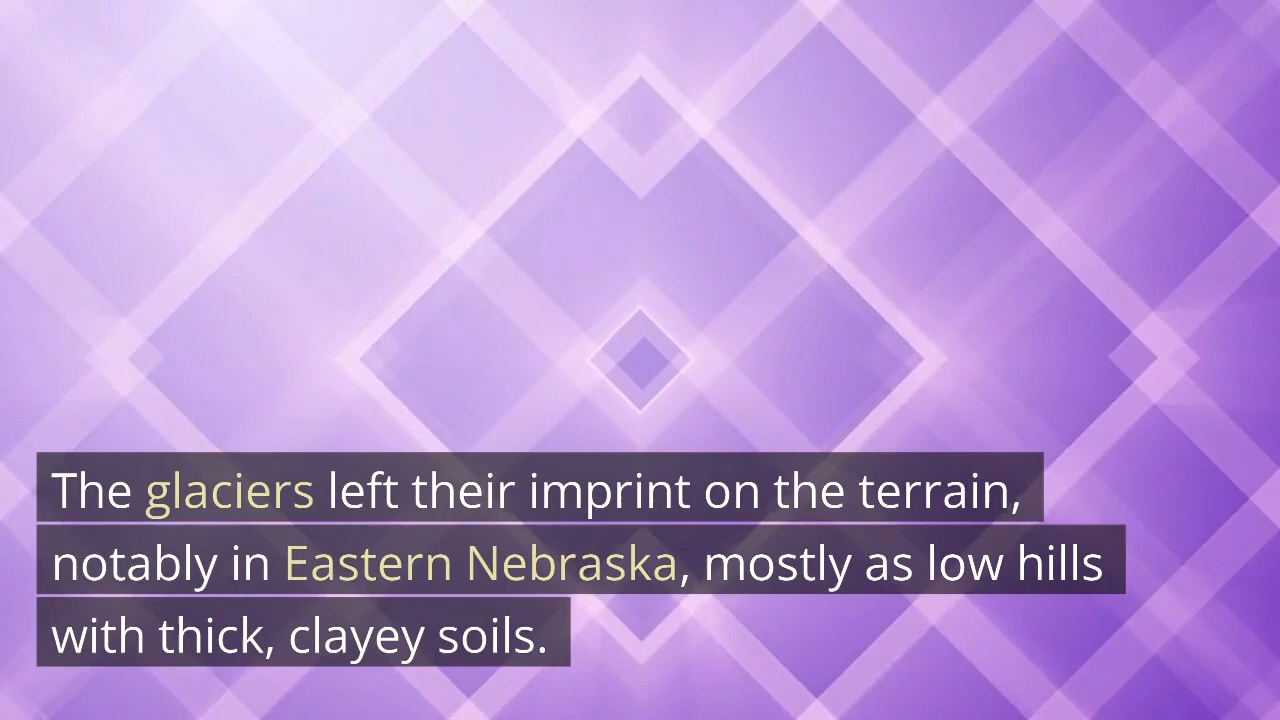 The glaciers left their imprint on the terrain,
notably in Eastern Nebraska, mostly as low hills
with thick, clayey soils.